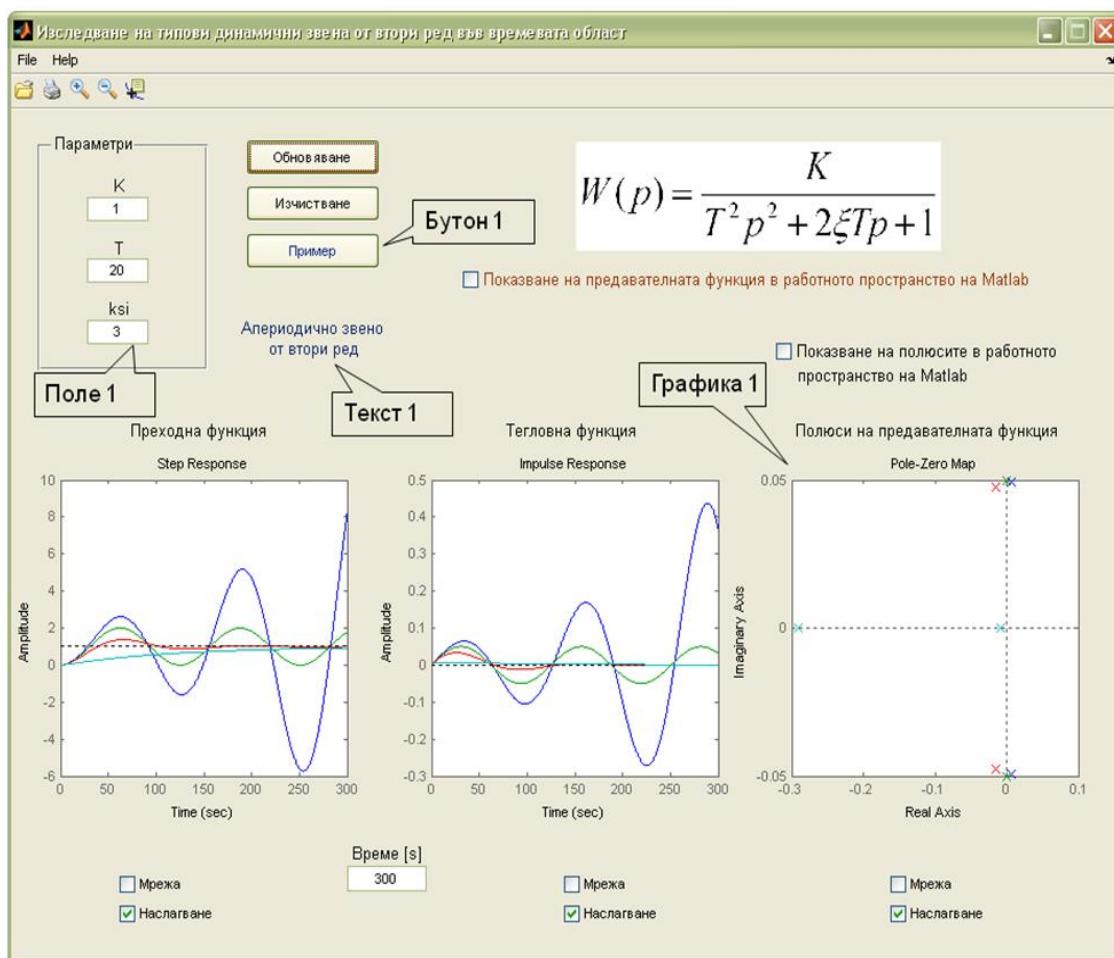 Изследване на типови динамични звена от втори ред във времевата област
File Help
Параметри
K
1
T
20
ksi
3
Обновяване
Изчистване
Пример
Бутон 1
W(p) = K / (T² p² + 2ξTp + 1)
Показване на предавателната функция в работното пространство на Matlab
Апериодично звено
от втори ред
Показване на полюсите в работното
пространство на Matlab
Поле 1
Текст 1
Графика 1
Преходна функция
Step Response
10
8
6
4
2
0
-2
-4
-6
Amplitude
0 50 100 150 200 250 300
Time (sec)
Тегловна функция
Impulse Response
0.5
0.4
0.3
0.2
0.1
0
-0.1
-0.2
-0.3
Amplitude
0 50 100 150 200 250 300
Time (sec)
Полюси на предавателната функция
Pole-Zero Map
0.05
0
-0.05
Imaginary Axis
-0.3 -0.2 -0.1 0 0.1
Real Axis
Време [s]
300
Мрежа
Наслагване
Мрежа
Наслагване
Мрежа
Наслагване